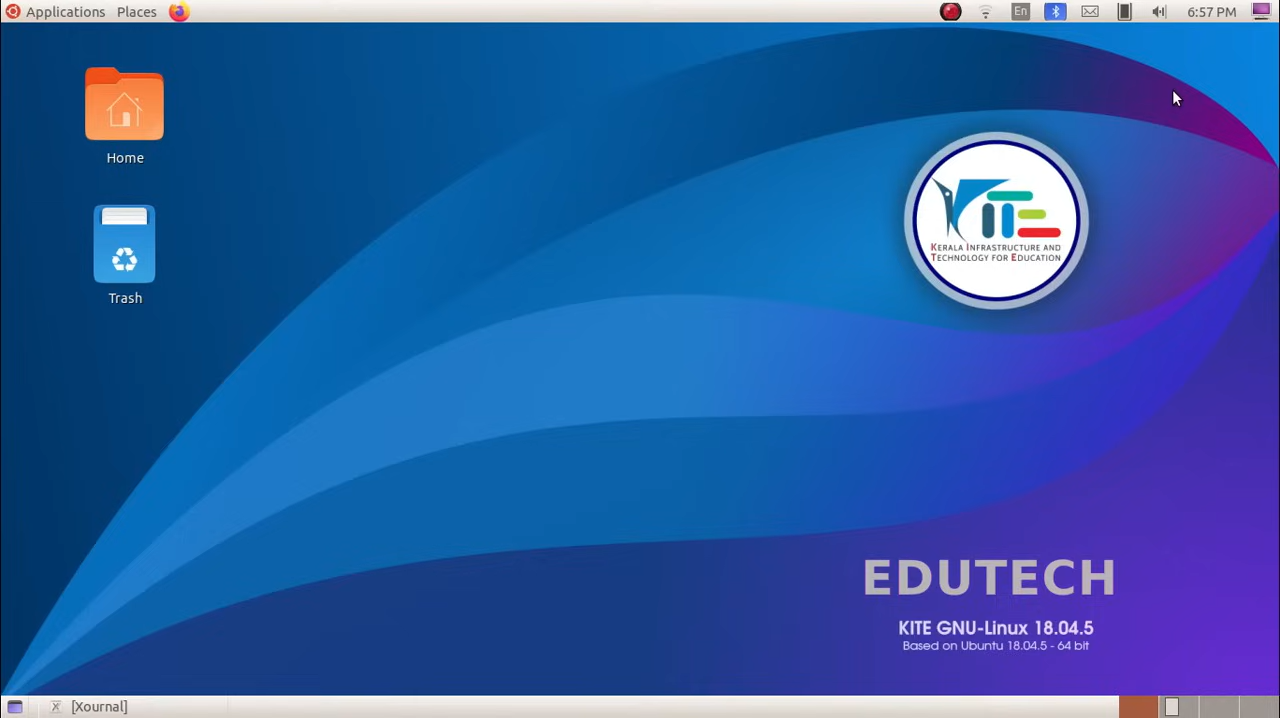 Applications Places
En
6:57 PM
Home
Trash
KITE
KERALA INFRASTRUCTURE AND
TECHNOLOGY FOR EDUCATION
EDUTECH
KITE GNU-Linux 18.04.5
Based on Ubuntu 18.04.5 - 64 bit
[Xournal]